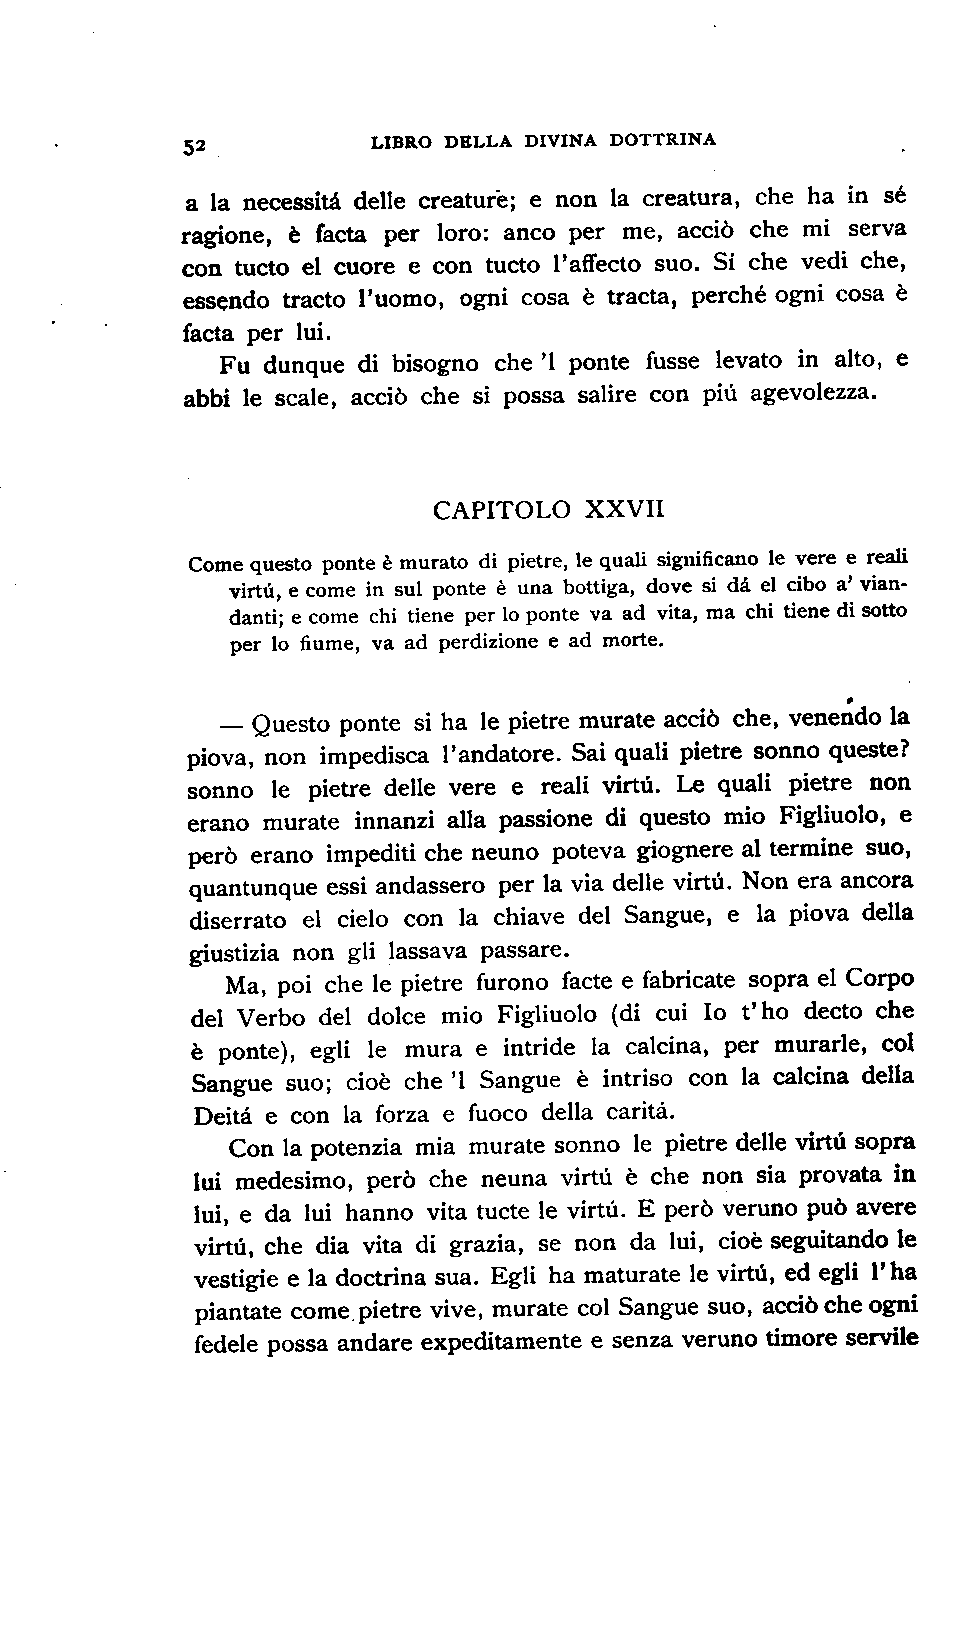 52 LIBRO DELLA DIVINA DOTTRINA
a la necessitá delle creature; e non la creatura, che ha in sé
ragione, è facta per loro: anco per me, acciò che mi serva
con tucto el cuore e con tucto l'affecto suo. Sí che vedi che,
essendo tracto l'uomo, ogni cosa è tracta, perché ogni cosa è
facta per lui.
Fu dunque di bisogno che 'l ponte fusse levato in alto, e
abbi le scale, acciò che si possa salire con piú agevolezza.
CAPITOLO XXVII
Come questo ponte è murato di pietre, le quali significano le vere e reali
virtú, e come in sul ponte è una bottiga, dove si dá el cibo a' vian-
danti; e come chi tiene per lo ponte va ad vita, ma chi tiene di sotto
per lo fiume, va ad perdizione e ad morte.
— Questo ponte si ha le pietre murate acciò che, venendo la
piova, non impedisca l'andatore. Sai quali pietre sonno queste?
sonno le pietre delle vere e reali virtú. Le quali pietre non
erano murate innanzi alla passione di questo mio Figliuolo, e
però erano impediti che neuno poteva giognere al termine suo,
quantunque essi andassero per la via delle virtú. Non era ancora
diserrato el cielo con la chiave del Sangue, e la piova della
giustizia non gli lassava passare.
Ma, poi che le pietre furono facte e fabricate sopra el Corpo
del Verbo del dolce mio Figliuolo (di cui Io t'ho decto che
è ponte), egli le mura e intride la calcina, per murarle, col
Sangue suo; cioè che 'l Sangue è intriso con la calcina della
Deitá e con la forza e fuoco della caritá.
Con la potenzia mia murate sonno le pietre delle virtú sopra
lui medesimo, però che neuna virtú è che non sia provata in
lui, e da lui hanno vita tucte le virtú. E però veruno può avere
virtú, che dia vita di grazia, se non da lui, cioè seguitando le
vestigie e la doctrina sua. Egli ha maturate le virtú, ed egli l'ha
piantate come pietre vive, murate col Sangue suo, acciò che ogni
fedele possa andare expeditamente e senza veruno timore servile